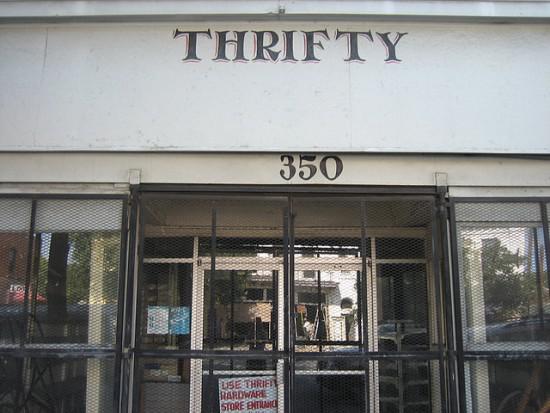 THRIFTY
350
USE THRIFTY
HARDWARE
STORE ENTRANCE